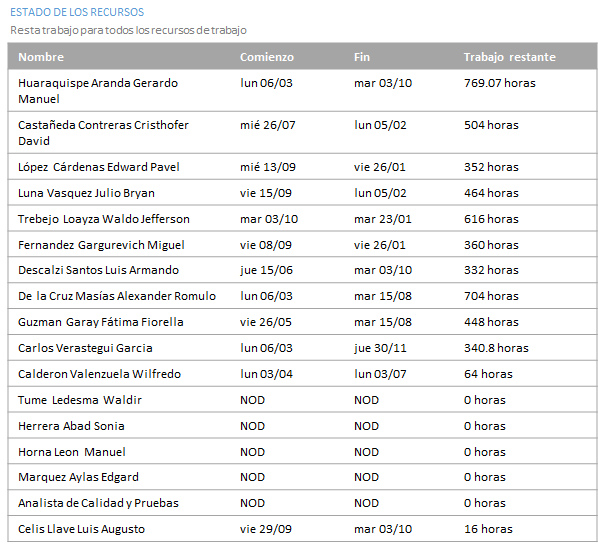 ESTADO DE LOS RECURSOS
Resta trabajo para todos los recursos de trabajo
Nombre Comienzo Fin Trabajo restante
Huaraquispe Aranda Gerardo Manuel lun 06/03 mar 03/10 769.07 horas
Castañeda Contreras Cristhofer David mié 26/07 lun 05/02 504 horas
López Cárdenas Edward Pavel mié 13/09 vie 26/01 352 horas
Luna Vasquez Julio Bryan vie 15/09 lun 05/02 464 horas
Trebejo Loayza Waldo Jefferson mar 03/10 mar 23/01 616 horas
Fernandez Gargurevich Miguel vie 08/09 vie 26/01 360 horas
Descalzi Santos Luis Armando jue 15/06 mar 03/10 332 horas
De la Cruz Masías Alexander Romulo lun 06/03 mar 15/08 704 horas
Guzman Garay Fátima Fiorella vie 26/05 mar 15/08 448 horas
Carlos Verastegui Garcia lun 06/03 jue 30/11 340.8 horas
Calderon Valenzuela Wilfredo lun 03/04 lun 03/07 64 horas
Tume Ledesma Waldir NOD NOD 0 horas
Herrera Abad Sonia NOD NOD 0 horas
Horna Leon Manuel NOD NOD 0 horas
Marquez Aylas Edgard NOD NOD 0 horas
Analista de Calidad y Pruebas NOD NOD 0 horas
Celis Llave Luis Augusto vie 29/09 mar 03/10 16 horas